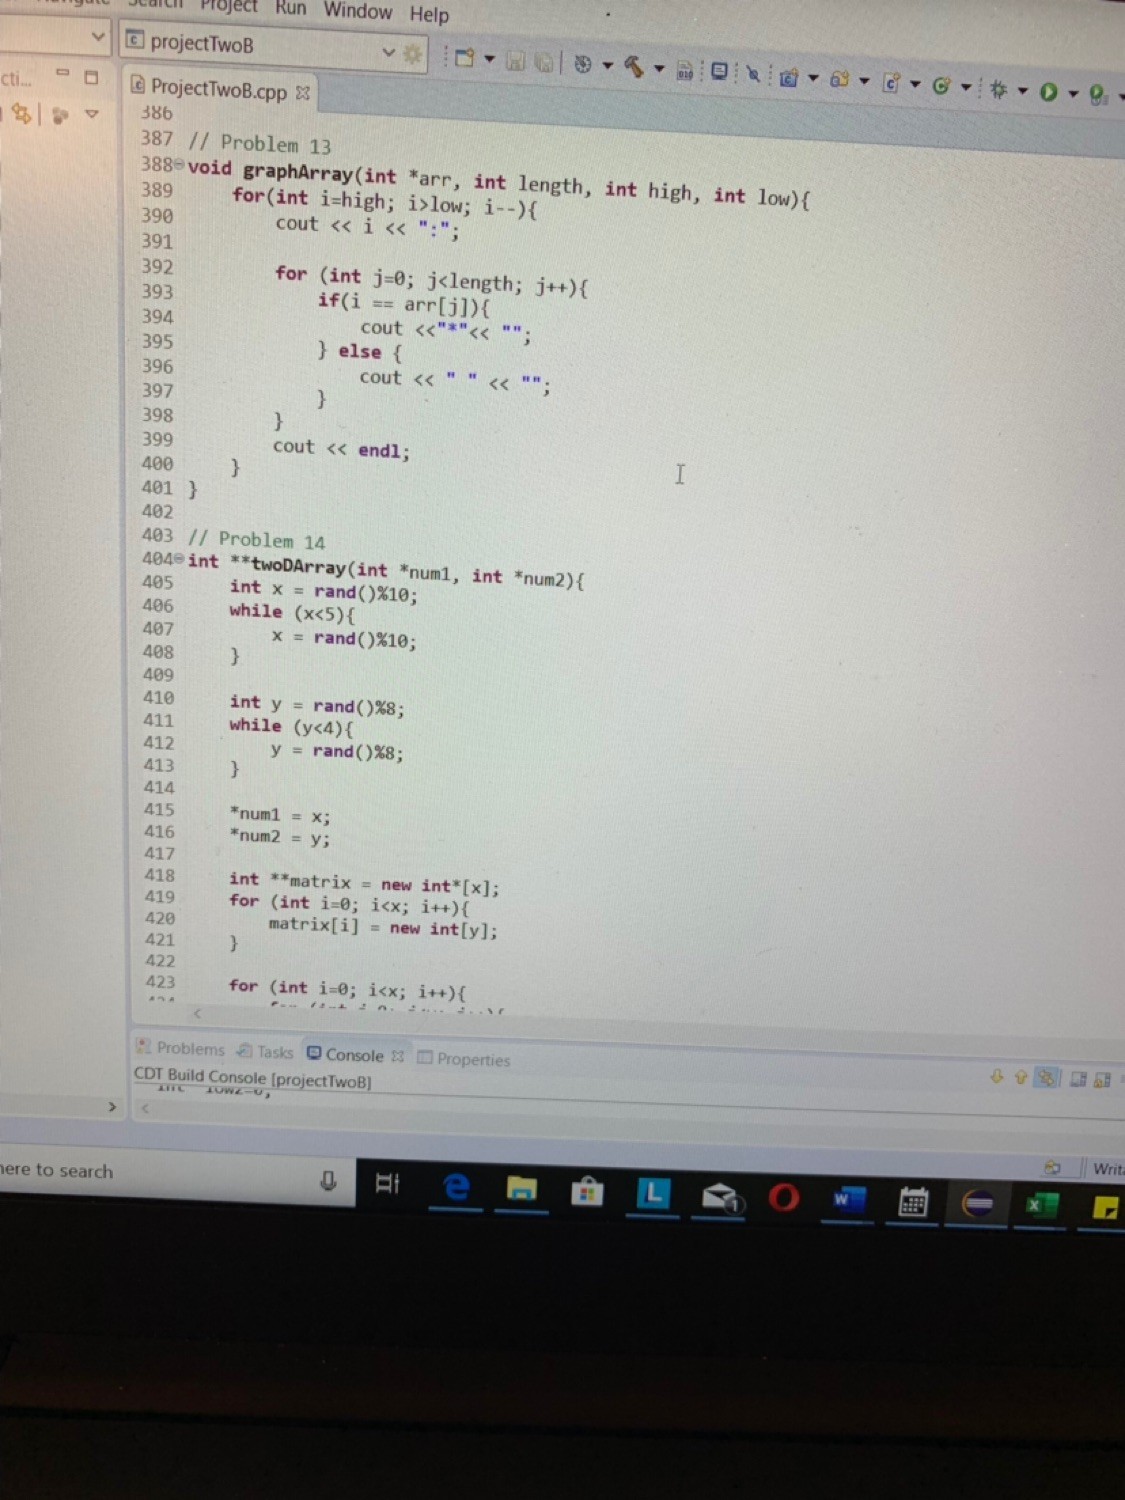 Search Project Run Window Help
projectTwoB
cti...
ProjectTwoB.cpp
386
387 // Problem 13
388 void graphArray(int *arr, int length, int high, int low){
389 for(int i=high; i>low; i--){
390 cout << i << ":";
391
392 for (int j=0; j<length; j++){
393 if(i == arr[j]){
394 cout <<"*"<< "";
395 } else {
396 cout << " " << "";
397 }
398 }
399 cout << endl;
400 }
401 }
402
403 // Problem 14
404 int **twoDArray(int *num1, int *num2){
405 int x = rand()%10;
406 while (x<5){
407 x = rand()%10;
408 }
409
410 int y = rand()%8;
411 while (y<4){
412 y = rand()%8;
413 }
414
415 *num1 = x;
416 *num2 = y;
417
418 int **matrix = new int*[x];
419 for (int i=0; i<x; i++){
420 matrix[i] = new int[y];
421 }
422
423 for (int i=0; i<x; i++){
Problems Tasks Console Properties
CDT Build Console [projectTwoB]
Writ
here to search